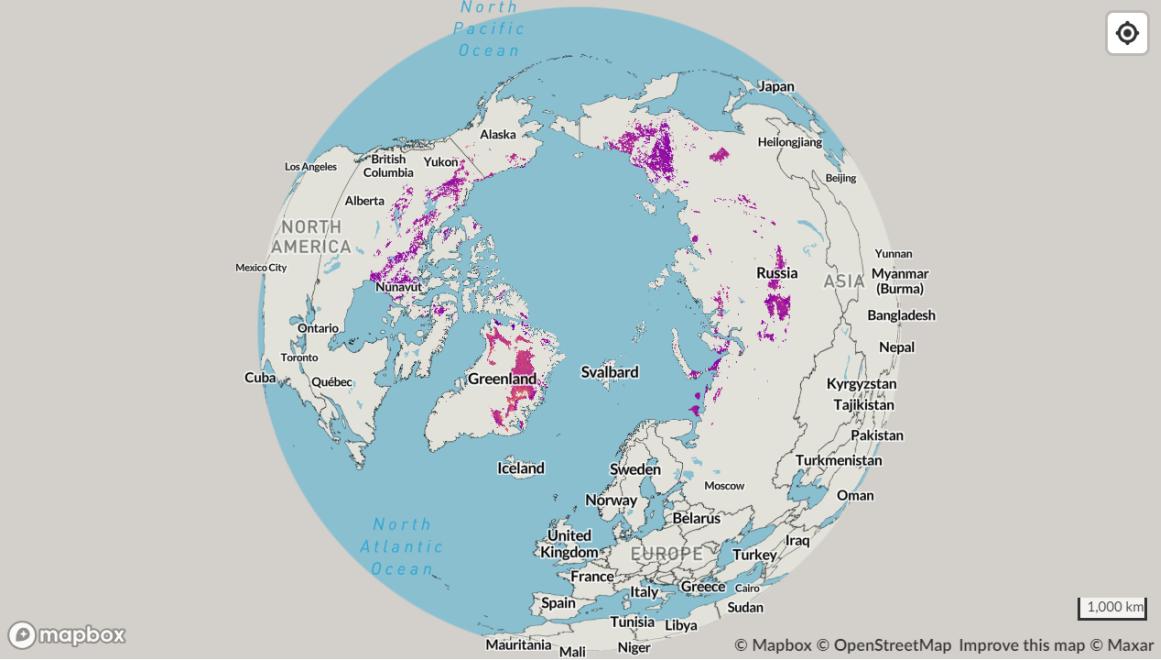 North
Pacific
Ocean
Japan
Alaska
Heilongjiang
British
Columbia
Yukon
Los Angeles
Beijing
Alberta
NORTH
AMERICA
Yunnan
Mexico City
Russia
ASIA
Myanmar
(Burma)
Nunavut
Bangladesh
Ontario
Nepal
Toronto
Svalbard
Cuba
Québec
Greenland
Kyrgyzstan
Tajikistan
Pakistan
Iceland
Sweden
Turkmenistan
Moscow
Oman
Norway
Belarus
North
Atlantic
Ocean
United
Kingdom
Iraq
EUROPE
Turkey
France
Greece
Cairo
Italy
Spain
Sudan
1,000 km
Tunisia
Libya
mapbox
Mauritania
Mali
Niger
© Mapbox © OpenStreetMap Improve this map © Maxar